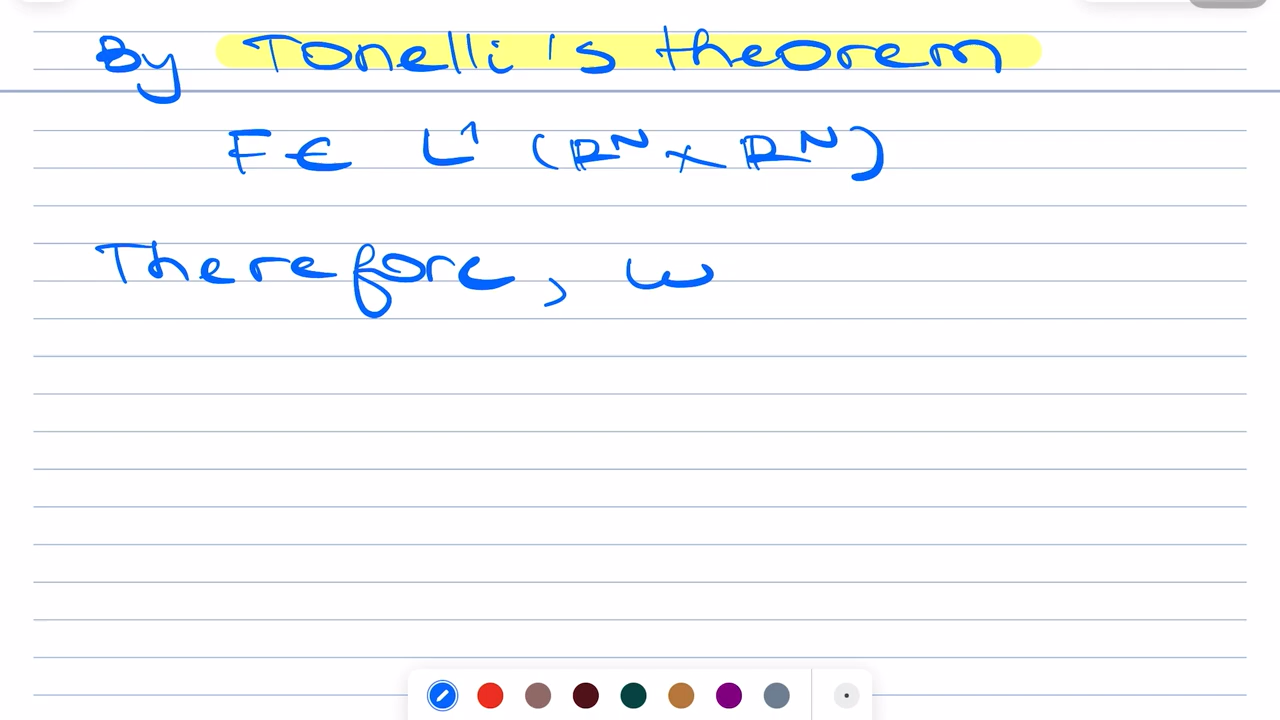 By Tonelli's theorem
F ∈ L¹ (ℝᴺ × ℝᴺ)
Therefore, w